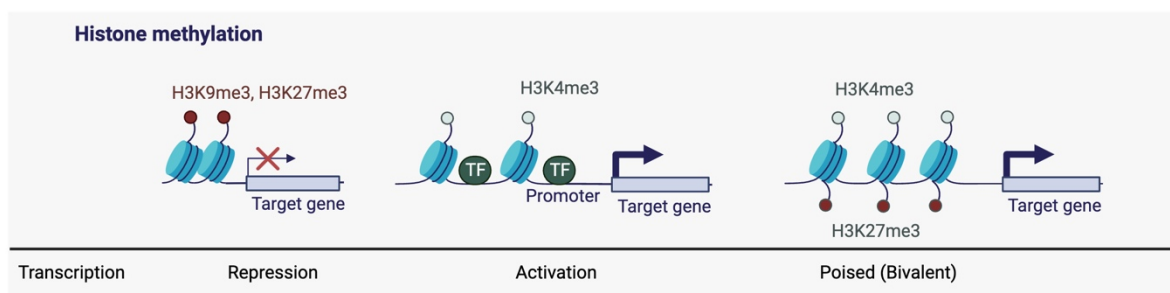 Histone methylation
H3K9me3, H3K27me3
H3K4me3
H3K4me3
TF
TF
Promoter
Target gene
Target gene
Target gene
H3K27me3
Transcription
Repression
Activation
Poised (Bivalent)